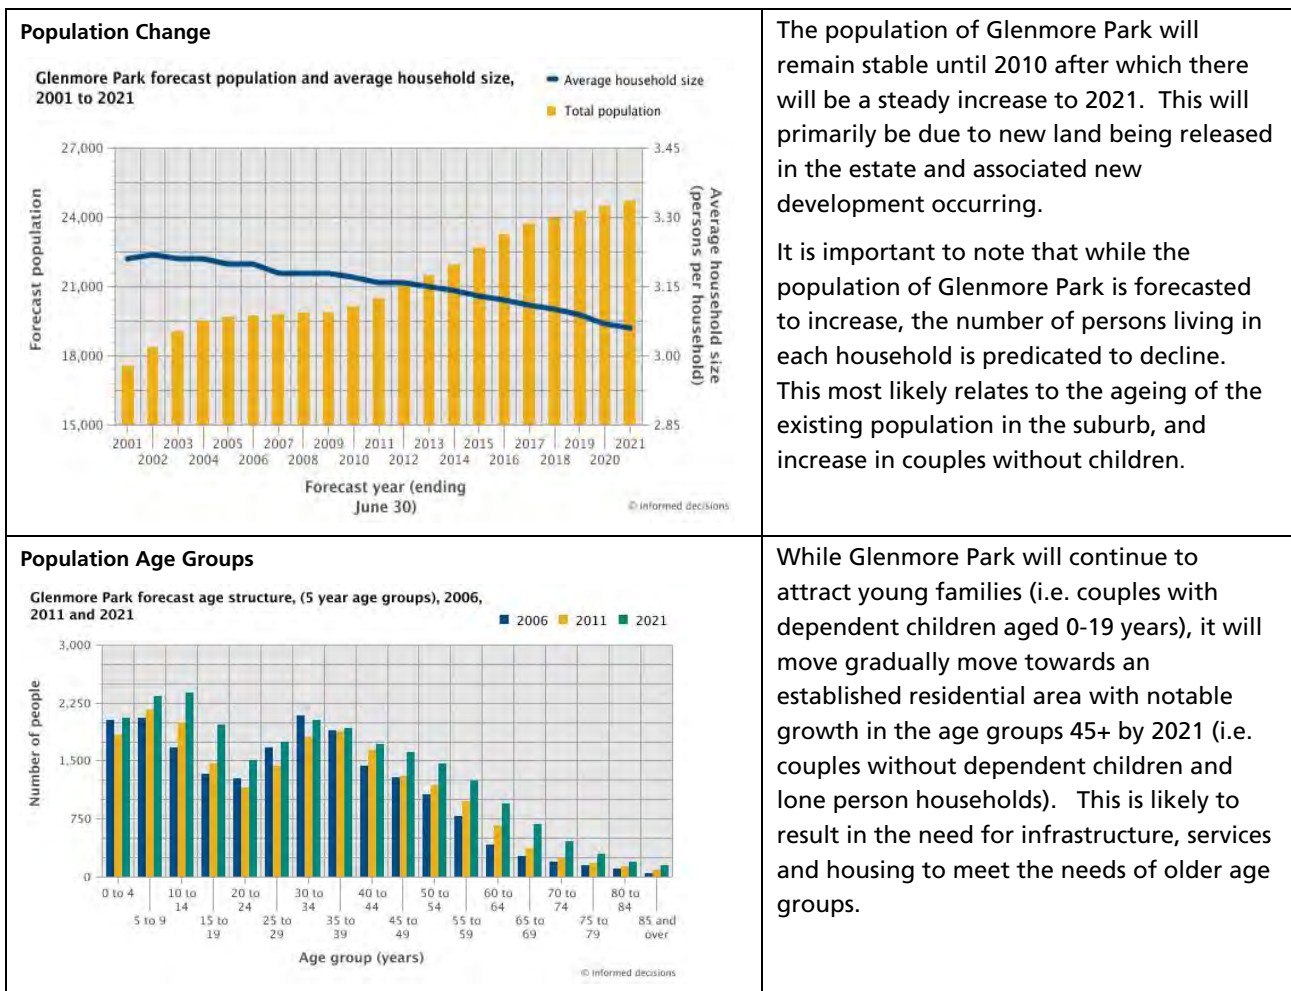 Population Change
Glenmore Park forecast population and average household size,
2001 to 2021
Average household size
Total population
27,000
24,000
21,000
18,000
15,000
Forecast population
3.45
3.30
3.15
3.00
2.85
Average household size
(persons per household)
2001 2003 2005 2007 2009 2011 2013 2015 2017 2019 2021
2002 2004 2006 2008 2010 2012 2014 2016 2018 2020
Forecast year (ending
June 30)
© informed decisions
The population of Glenmore Park will
remain stable until 2010 after which there
will be a steady increase to 2021. This will
primarily be due to new land being released
in the estate and associated new
development occurring.
It is important to note that while the
population of Glenmore Park is forecasted
to increase, the number of persons living in
each household is predicated to decline.
This most likely relates to the ageing of the
existing population in the suburb, and
increase in couples without children.
Population Age Groups
Glenmore Park forecast age structure, (5 year age groups), 2006,
2011 and 2021
2006 2011 2021
3,000
2,250
1,500
750
0
Number of people
0 to 4 10 to 20 to 30 to 40 to 50 to 60 to 70 to 80 to
14 24 34 44 54 64 74 84
5 to 9 15 to 25 to 35 to 45 to 55 to 65 to 75 to 85 and
19 29 39 49 59 69 79 over
Age group (years)
© informed decisions
While Glenmore Park will continue to
attract young families (i.e. couples with
dependent children aged 0-19 years), it will
move gradually move towards an
established residential area with notable
growth in the age groups 45+ by 2021 (i.e.
couples without dependent children and
lone person households). This is likely to
result in the need for infrastructure, services
and housing to meet the needs of older age
groups.